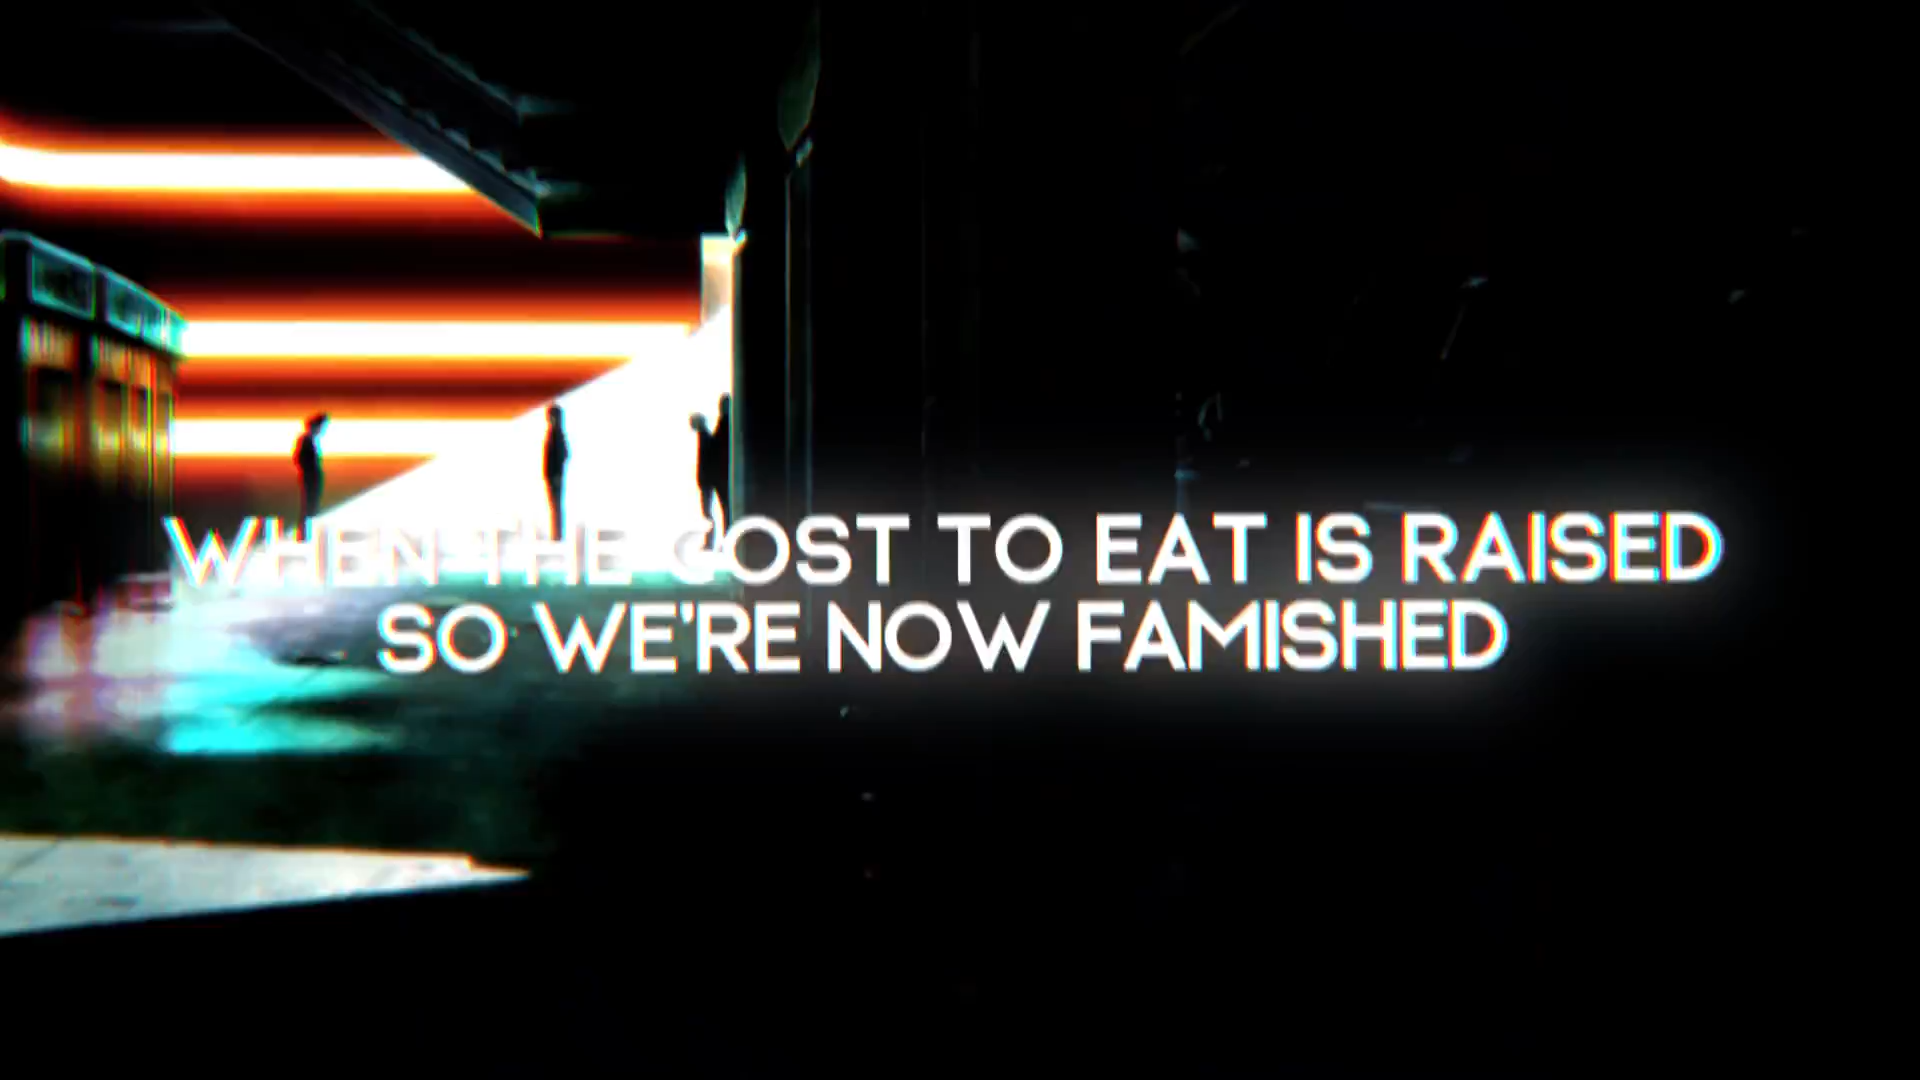 WHEN THE COST TO EAT IS RAISED
SO WE'RE NOW FAMISHED